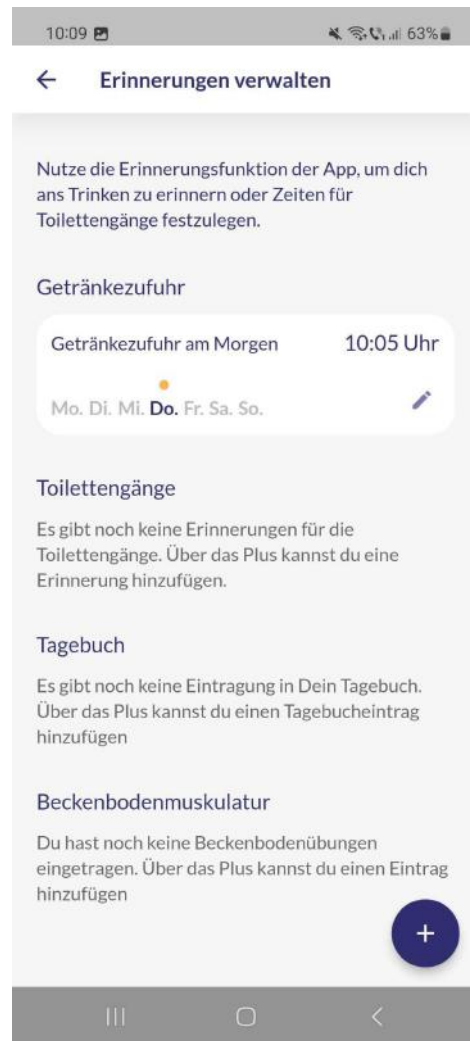 10:09 63%
Erinnerungen verwalten
Nutze die Erinnerungsfunktion der App, um dich
ans Trinken zu erinnern oder Zeiten für
Toilettengänge festzulegen.
Getränkezufuhr
Getränkezufuhr am Morgen 10:05 Uhr
Mo. Di. Mi. Do. Fr. Sa. So.
Toilettengänge
Es gibt noch keine Erinnerungen für die
Toilettengänge. Über das Plus kannst du eine
Erinnerung hinzufügen.
Tagebuch
Es gibt noch keine Eintragung in Dein Tagebuch.
Über das Plus kannst du einen Tagebucheintrag
hinzufügen
Beckenbodenmuskulatur
Du hast noch keine Beckenbodenübungen
eingetragen. Über das Plus kannst du einen Eintrag
hinzufügen
+